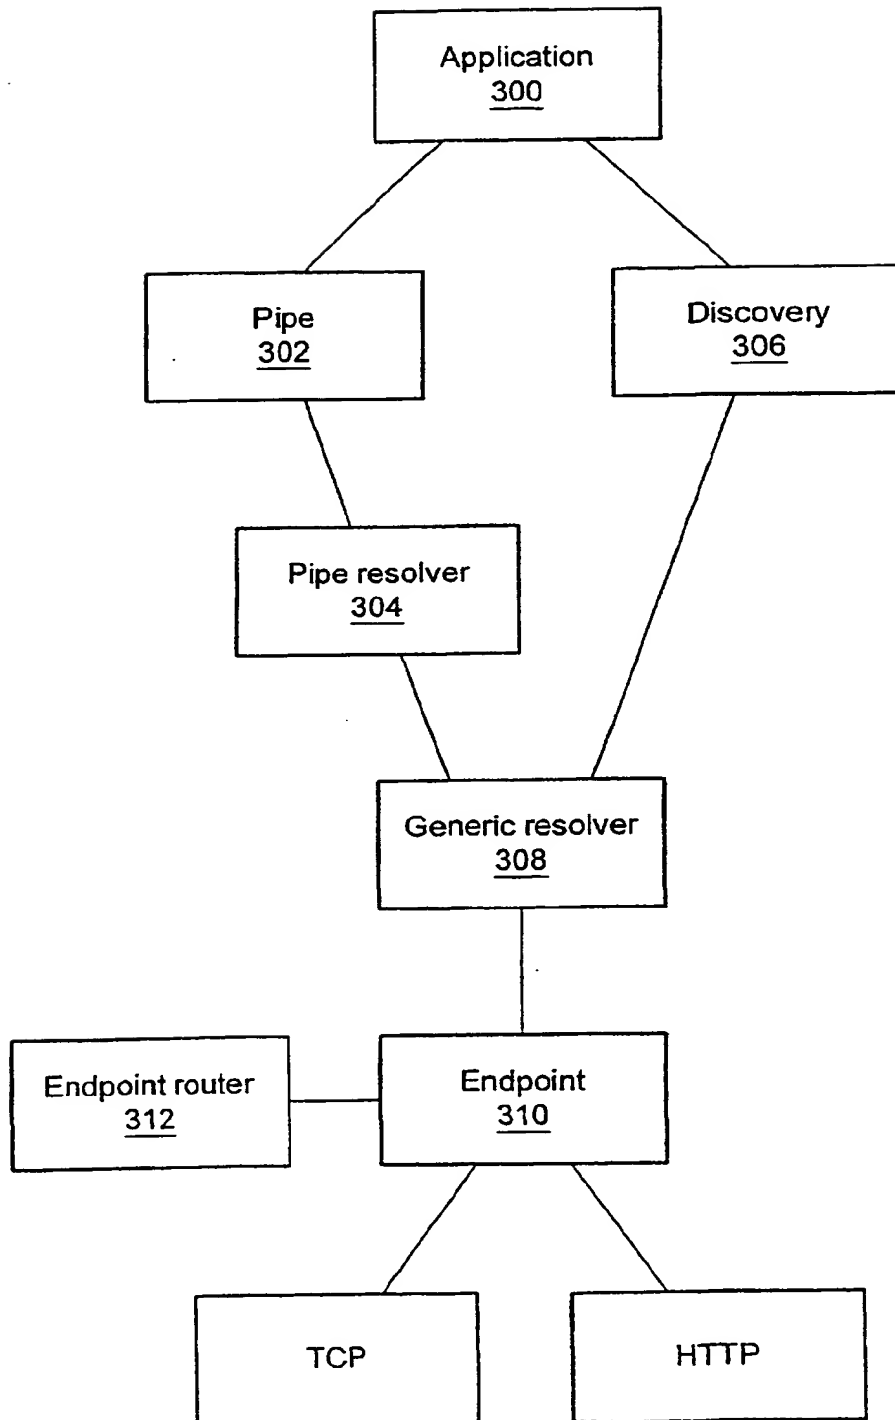 Application
300
Pipe
302
Discovery
306
Pipe resolver
304
Generic resolver
308
Endpoint router
312
Endpoint
310
TCP
HTTP